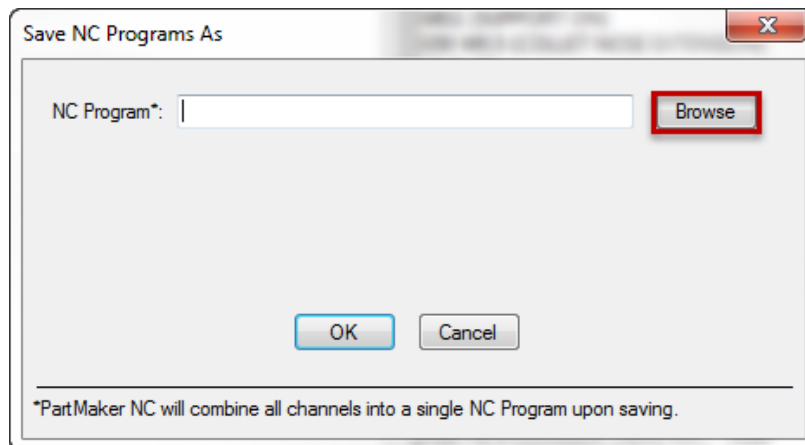 Save NC Programs As
NC Program*:
Browse
OK
Cancel
*PartMaker NC will combine all channels into a single NC Program upon saving.